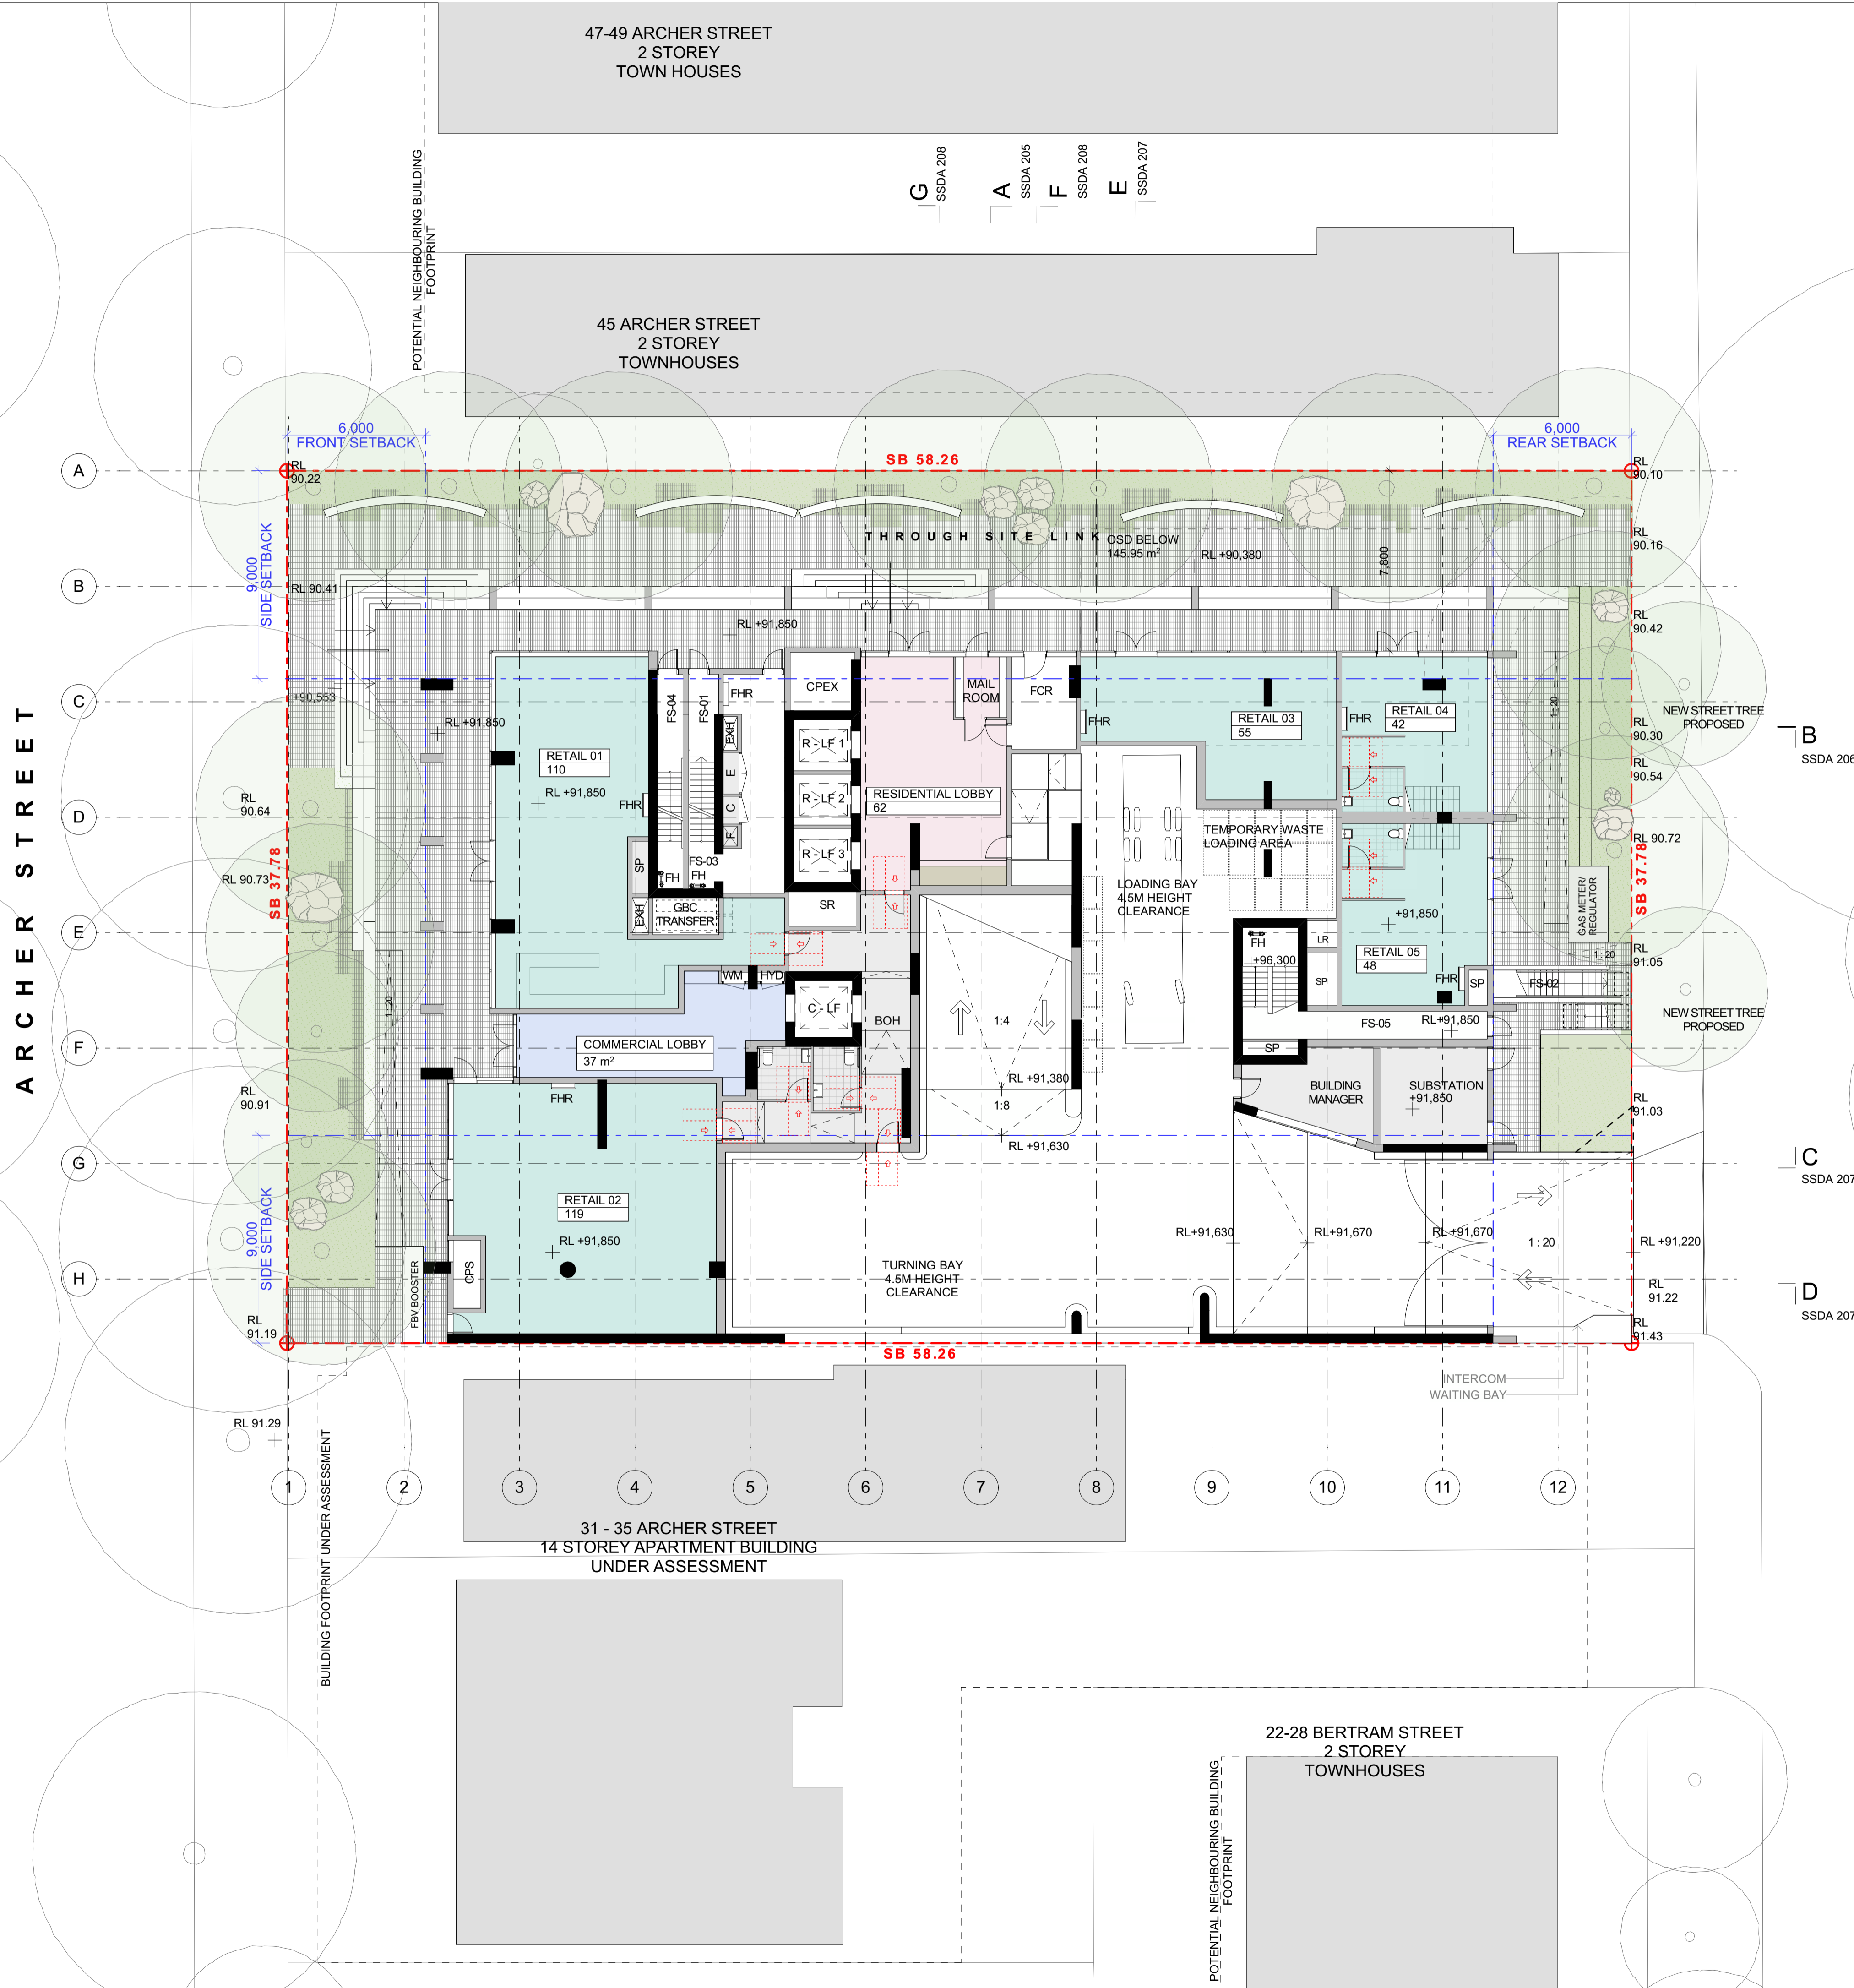 47-49 ARCHER STREET
2 STOREY
TOWN HOUSES
POTENTIAL NEIGHBOURING BUILDING
FOOTPRINT
G
SSDA 208
A
SSDA 205
F
SSDA 208
E
SSDA 207
45 ARCHER STREET
2 STOREY
TOWNHOUSES
6,000
FRONT SETBACK
6,000
REAR SETBACK
SB 58.26
A
RL
90.22
RL
90.10
9,000
SIDE SETBACK
THROUGH SITE LINK
OSD BELOW
145.95 m²
RL +90,380
7,800
RL
90.16
B
RL 90.41
RL +91,850
RL
90.42
C
+90,553
RL +91,850
FS-04
FS-01
FHR
CPEX
MAIL
ROOM
FCR
FHR
RETAIL 03
55
FHR
RETAIL 04
42
1:20
NEW STREET TREE
PROPOSED
RL
90.30
B
SSDA 206
ARCHER STREET
RETAIL 01
110
RL +91,850
EXH
E
C
F
R - LF 1
R - LF 2
R - LF 3
RESIDENTIAL LOBBY
62
RL
90.54
D
RL
90.64
FHR
SP
FS-03
FH
FH
TEMPORARY WASTE
LOADING AREA
RL 90.72
SB 37.78
RL 90.73
SB 37.78
LOADING BAY
4.5M HEIGHT
CLEARANCE
GAS METER/
REGULATOR
E
EXH
GBC
TRANSFER
SR
+91,850
RETAIL 05
48
LR
FH
+96,300
SP
FHR
SP
FS-02
1:20
RL
91.05
WM
HYD
C - LF
BOH
1:4
1:20
FS-05
RL+91,850
NEW STREET TREE
PROPOSED
F
COMMERCIAL LOBBY
37 m²
SP
RL +91,380
1:8
FHR
BUILDING
MANAGER
SUBSTATION
+91,850
RL
90.91
RL
91.03
RL +91,630
G
C
SSDA 207
9,000
SIDE SETBACK
RETAIL 02
119
RL +91,850
RL+91,630
RL+91,670
RL+91,670
1 : 20
RL +91,220
TURNING BAY
4.5M HEIGHT
CLEARANCE
H
CPS
FBV BOOSTER
RL
91.22
D
SSDA 207
RL
91.19
RL
91.43
SB 58.26
INTERCOM
WAITING BAY
RL 91.29
BUILDING FOOTPRINT UNDER ASSESSMENT
1
2
3
4
5
6
7
8
9
10
11
12
31 - 35 ARCHER STREET
14 STOREY APARTMENT BUILDING
UNDER ASSESSMENT
22-28 BERTRAM STREET
2 STOREY
TOWNHOUSES
POTENTIAL NEIGHBOURING BUILDING
FOOTPRINT